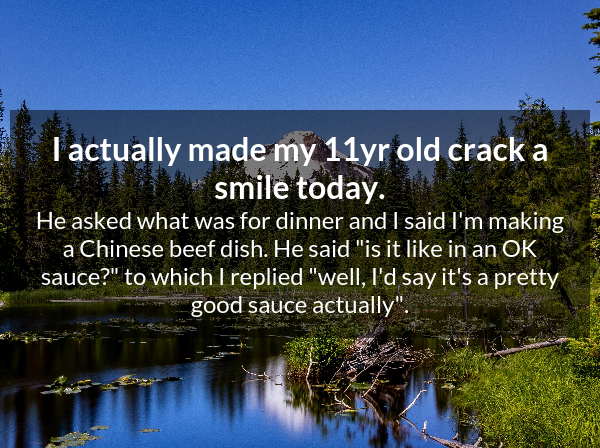 I actually made my 11yr old crack a
smile today.
He asked what was for dinner and I said I'm making
a Chinese beef dish. He said "is it like in an OK
sauce?" to which I replied "well, I'd say it's a pretty
good sauce actually".